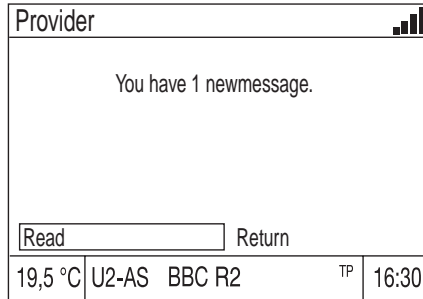 Provider
You have 1 newmessage.
Read Return
19,5 °C U2-AS BBC R2 TP 16:30